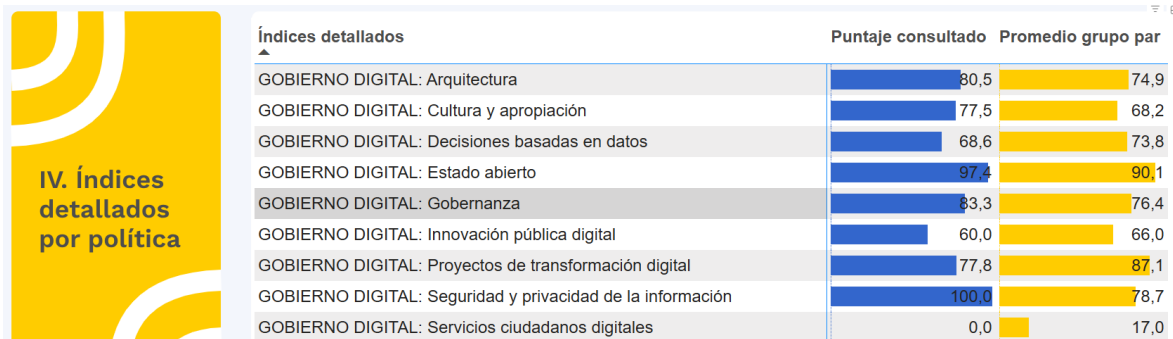 IV. Índices
detallados
por política
Índices detallados Puntaje consultado Promedio grupo par
GOBIERNO DIGITAL: Arquitectura 80,5 74,9
GOBIERNO DIGITAL: Cultura y apropiación 77,5 68,2
GOBIERNO DIGITAL: Decisiones basadas en datos 68,6 73,8
GOBIERNO DIGITAL: Estado abierto 97,4 90,1
GOBIERNO DIGITAL: Gobernanza 83,3 76,4
GOBIERNO DIGITAL: Innovación pública digital 60,0 66,0
GOBIERNO DIGITAL: Proyectos de transformación digital 77,8 87,1
GOBIERNO DIGITAL: Seguridad y privacidad de la información 100,0 78,7
GOBIERNO DIGITAL: Servicios ciudadanos digitales 0,0 17,0